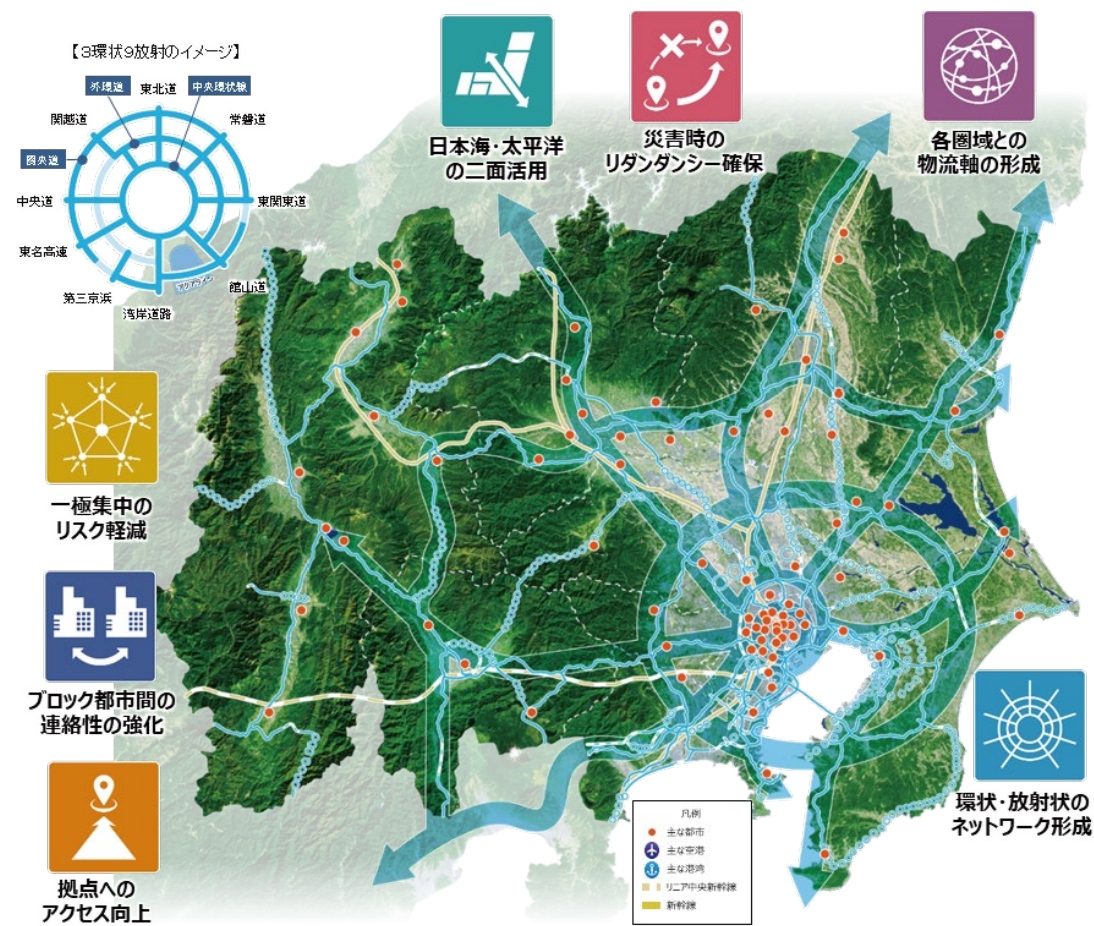 【3環状9放射のイメージ】
外環道
東北道
中央環状線
関越道
常磐道
圏央道
中央道
東関東道
東名高速
アクアライン
館山道
第三京浜
湾岸道路
日本海・太平洋
の二面活用
災害時の
リダンダンシー確保
各圏域との
物流軸の形成
一極集中の
リスク軽減
ブロック都市間の
連絡性の強化
拠点への
アクセス向上
環状・放射状の
ネットワーク形成
凡例
主な都市
主な空港
主な港湾
リニア中央新幹線
新幹線